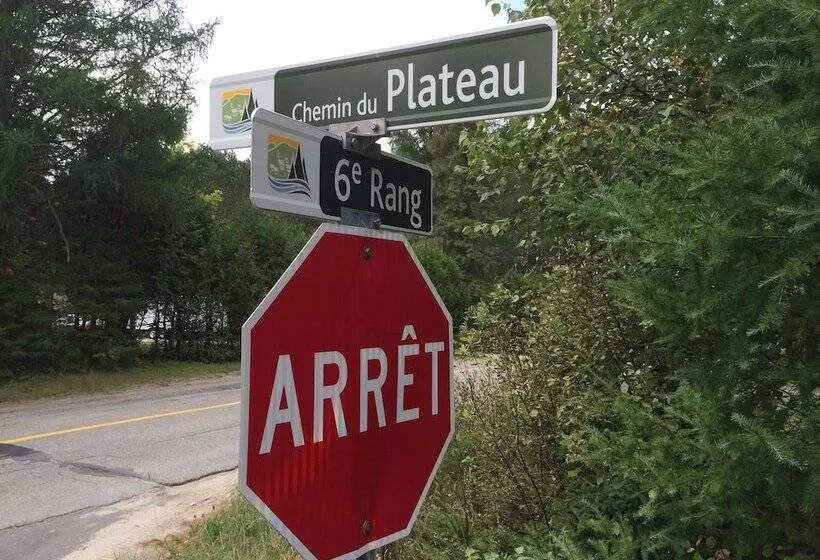 Chemin du Plateau
6e Rang
ARRÊT